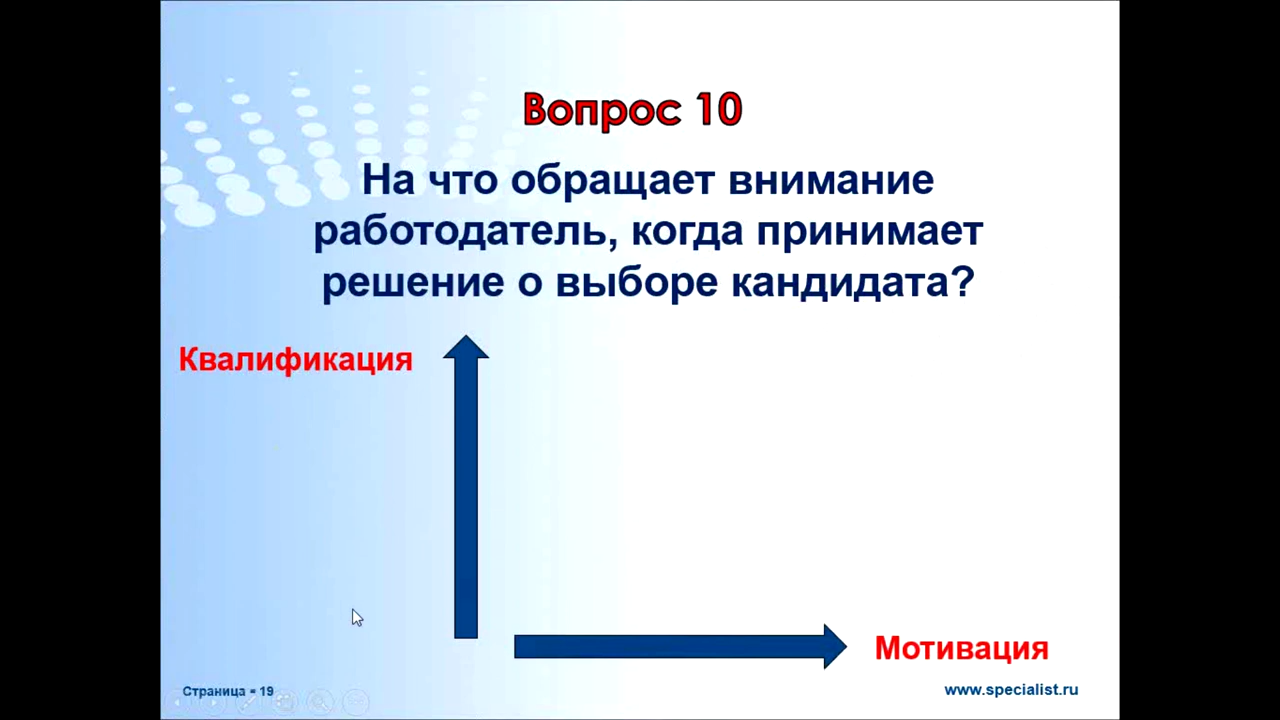 Вопрос 10
На что обращает внимание
работодатель, когда принимает
решение о выборе кандидата?
Квалификация
Мотивация
Страница = 19
www.specialist.ru